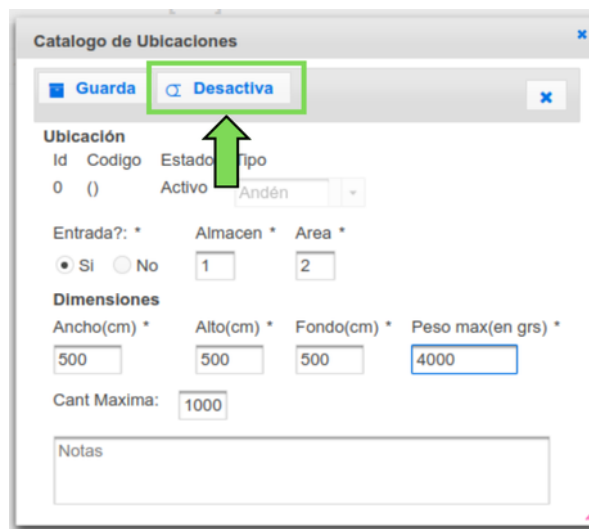 Catalogo de Ubicaciones
Guarda Desactiva
Ubicación
Id Codigo Estado Tipo
0 () Activo Andén
Entrada?: * Almacen * Area *
Si No 1 2
Dimensiones
Ancho(cm) * Alto(cm) * Fondo(cm) * Peso max(en grs) *
500 500 500 4000
Cant Maxima: 1000
Notas